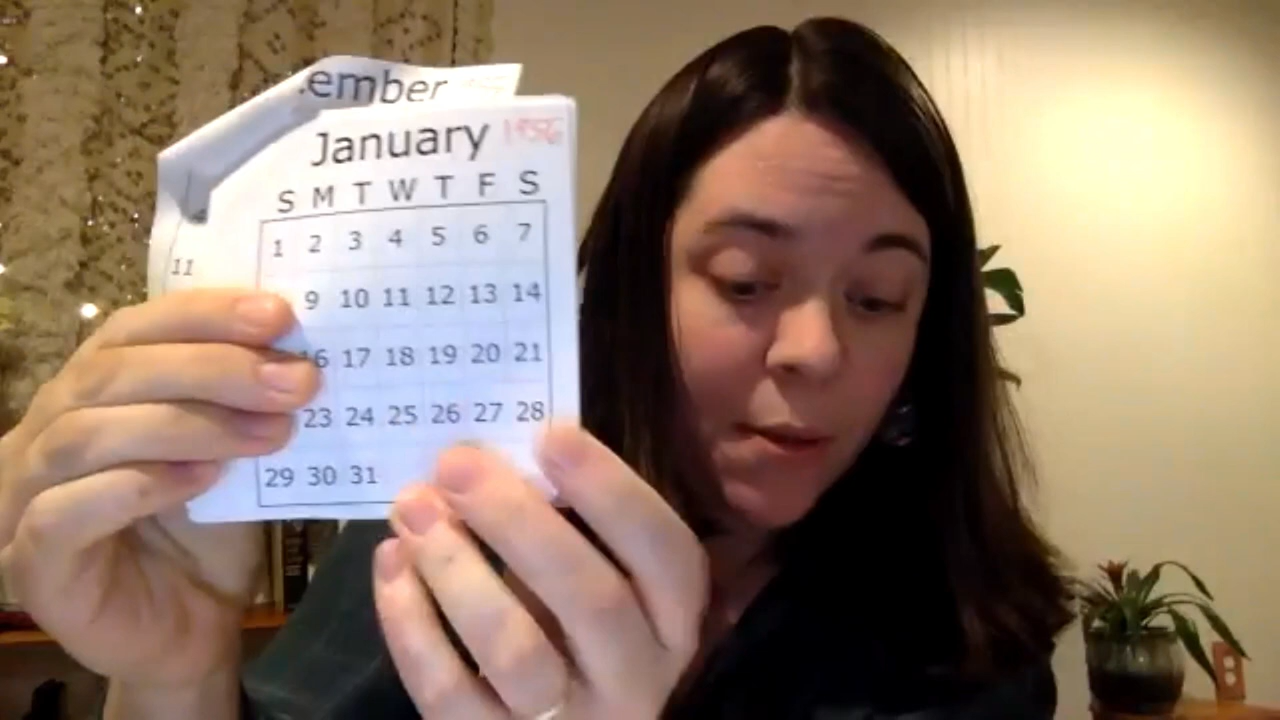 ember
January 1956
S M T W T F S
1 2 3 4 5 6 7
11
9 10 11 12 13 14
16 17 18 19 20 21
23 24 25 26 27 28
29 30 31